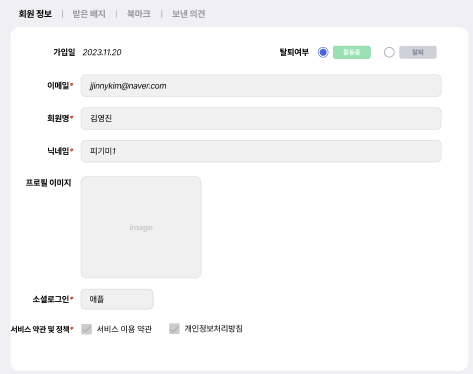 회원 정보 | 받은 배지 | 북마크 | 보낸 의견
가입일 2023.11.20 탈퇴여부 활동중 탈퇴
이메일* jjinnykim@naver.com
회원명* 김영진
닉네임* 피기미1
프로필 이미지
image
소셜로그인* 애플
서비스 약관 및 정책* 서비스 이용 약관 개인정보처리방침